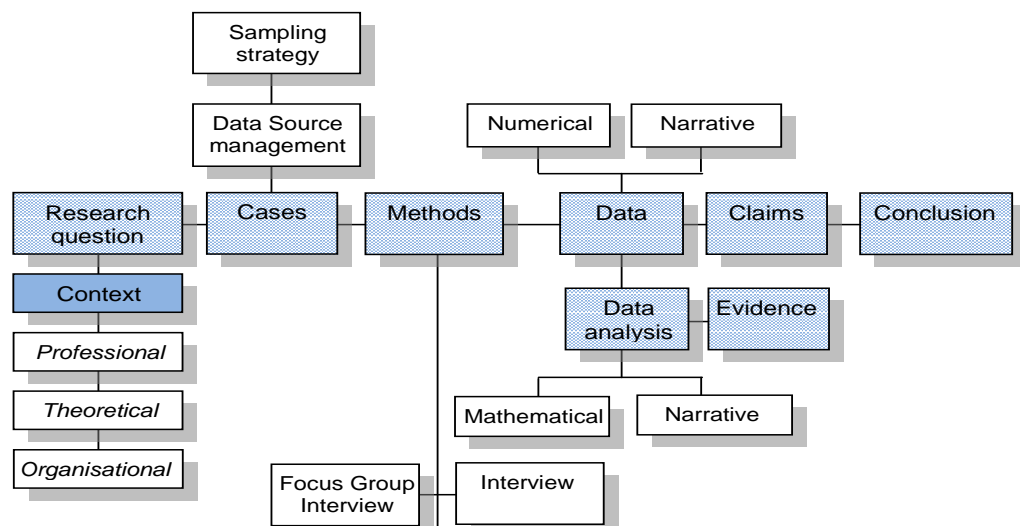 Sampling
strategy
Data Source
management
Numerical
Narrative
Research
question
Cases
Methods
Data
Claims
Conclusion
Context
Data
analysis
Evidence
Professional
Theoretical
Mathematical
Narrative
Organisational
Focus Group
Interview
Interview